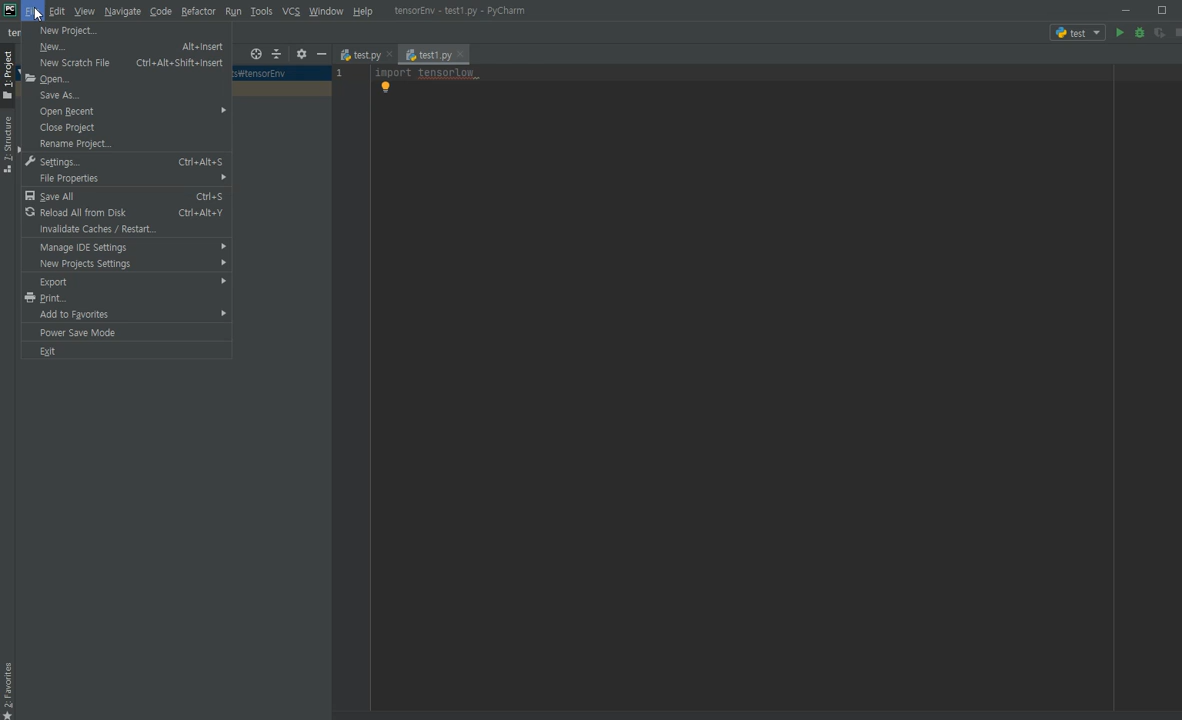 PC File Edit View Navigate Code Refactor Run Tools VCS Window Help tensorEnv - test1.py - PyCharm
ter
test
New Project...
New... Alt+Insert
New Scratch File Ctrl+Alt+Shift+Insert
Open...
Save As...
Open Recent
Close Project
Rename Project...
Settings... Ctrl+Alt+S
File Properties
Save All Ctrl+S
Reload All from Disk Ctrl+Alt+Y
Invalidate Caches / Restart...
Manage IDE Settings
New Projects Settings
Export
Print...
Add to Favorites
Power Save Mode
Exit
1: Project
7: Structure
2: Favorites
ts₩tensorEnv
test.py
test1.py
1
import tensorlow